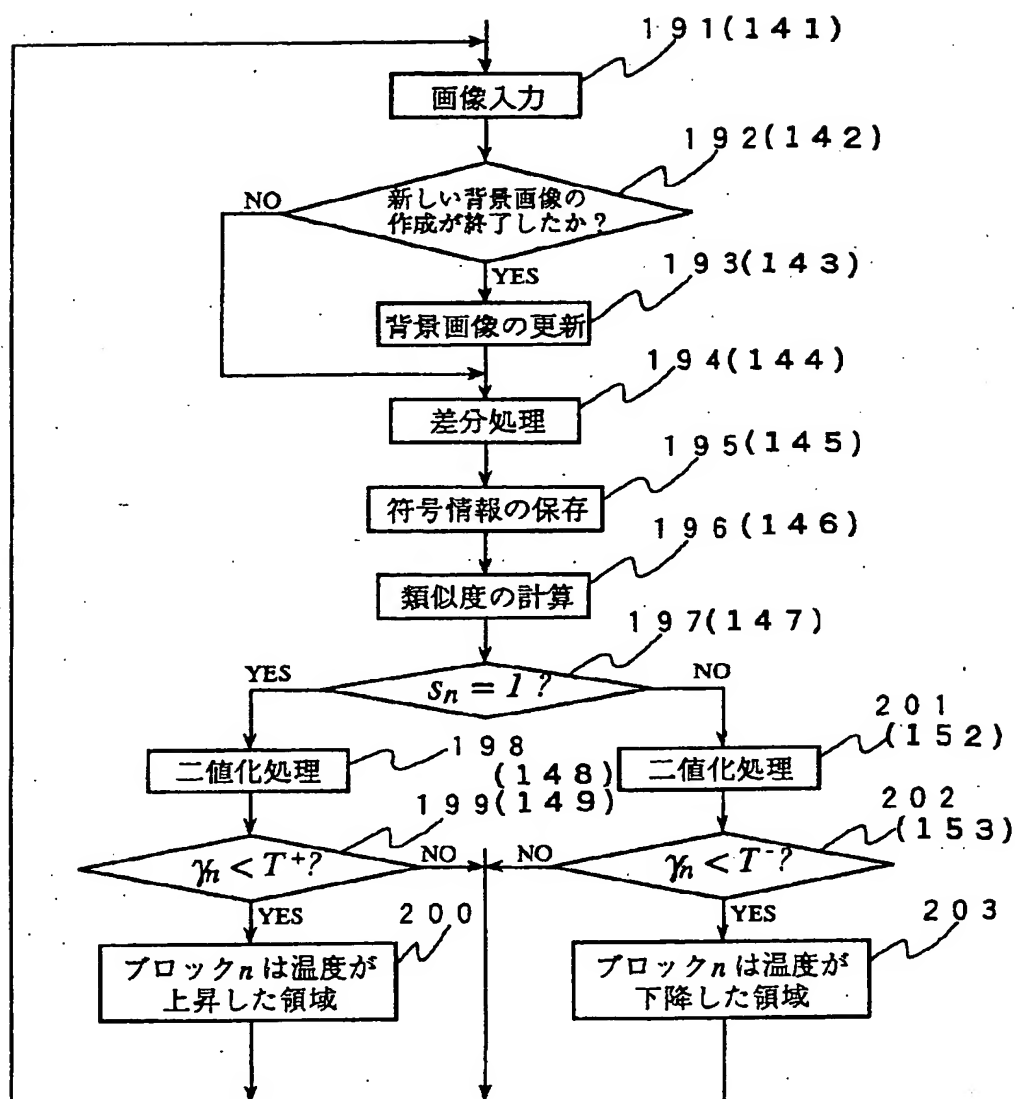 191(141)
画像入力
192(142)
新しい背景画像の
作成が終了したか?
NO
YES
193(143)
背景画像の更新
194(144)
差分処理
195(145)
符号情報の保存
196(146)
類似度の計算
197(147)
YES
NO
sn = 1 ?
198
(148)
201
(152)
二値化処理
二値化処理
199(149)
202
(153)
γn < T+?
NO
NO
γn < T-?
YES
YES
200
203
ブロックnは温度が
上昇した領域
ブロックnは温度が
下降した領域